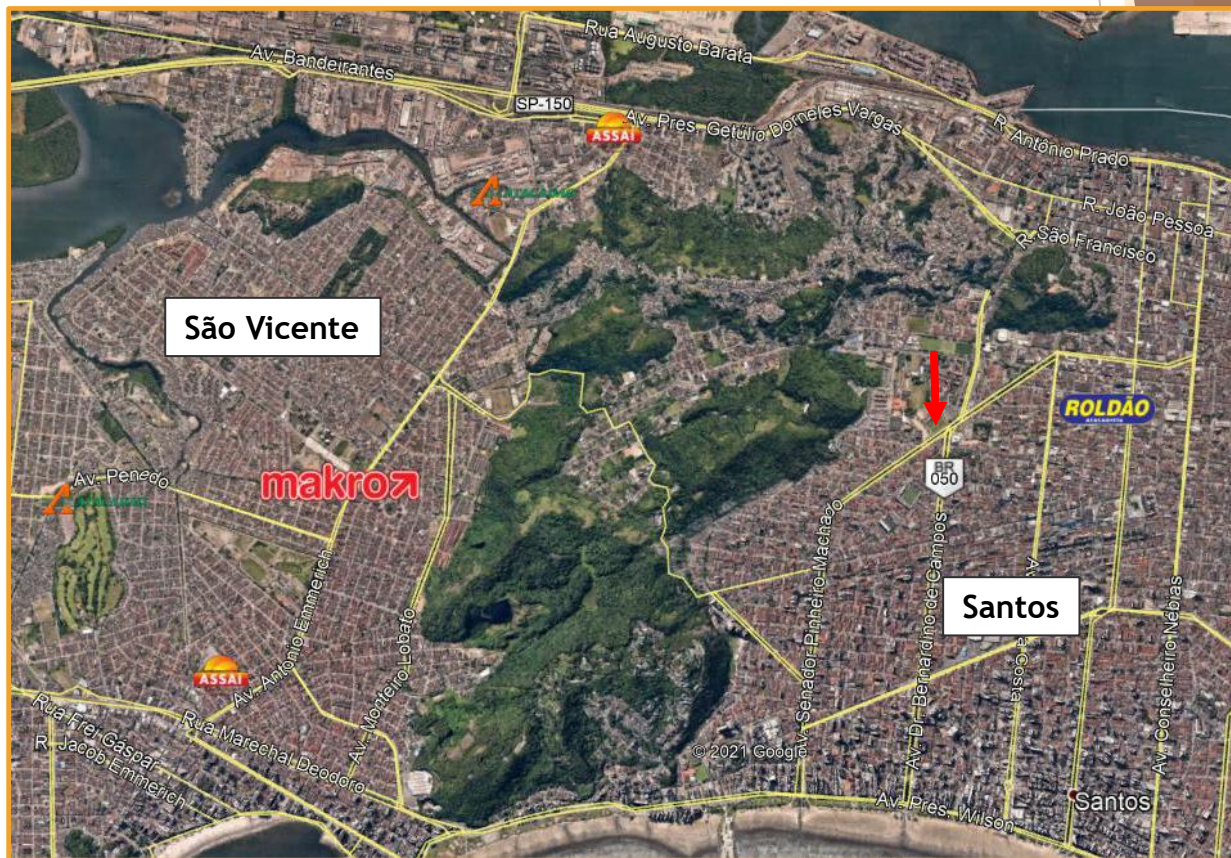 Rua Augusto Barata
Av. Bandeirantes
SP-150
ASSAÍ
Av. Pres. Getúlio Dorneles Vargas
R. Antônio Prado
R. João Pessoa
R. São Francisco
São Vicente
ROLDÃO
ATACADISTA
makro
Av. Penedo
BR
050
Av. Senador Pinheiro Machado
Av. Dr. Bernardino de Campos
Santos
Costa
Av. Conselheiro Nébias
Av. Antônio Emmerich
Av. Monteiro Lobato
ASSAÍ
Rua Frei Gaspar
Rua Marechal Deodoro
R. Jacob Emmerich
© 2021 Google
Av. Pres. Wilson
Santos